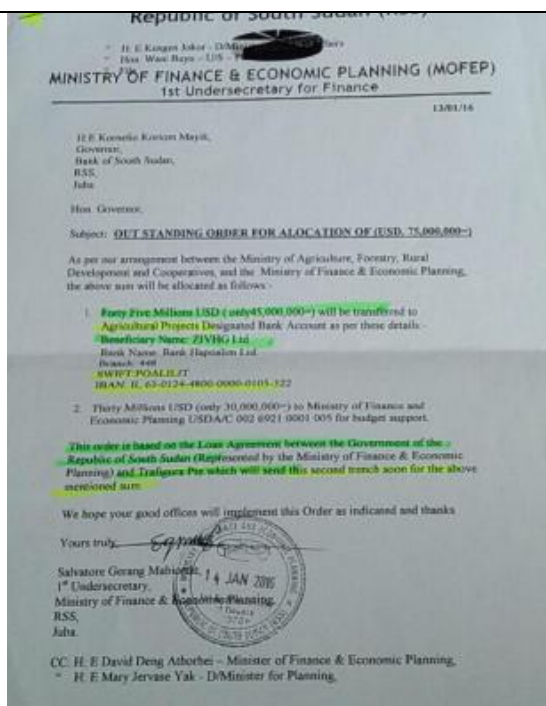 Republic of South Sudan (RSS)
" H. E Kengen Jokor - D/Minis
" Hon. Wani Buyu - U/S -
MINISTRY OF FINANCE & ECONOMIC PLANNING (MOFEP)
1st Undersecretary for Finance
13/01/16
H.E Kornelio Koriom Mayik,
Governor,
Bank of South Sudan,
RSS,
Juba.
Hon. Governor,
Subject: OUT STANDING ORDER FOR ALOCATION OF (USD. 75,000,000=)
As per our arrangement between the Ministry of Agriculture, Forestry, Rural
Development and Cooperatives, and the Ministry of Finance & Economic Planning,
the above sum will be allocated as follows:-
1. Forty Five Millions USD ( only45,000,000=) will be transferred to
Agricultural Projects Designated Bank Account as per these details:-
Beneficiary Name: ZIVHG Ltd
Bank Name: Bank Hapoalim Ltd
Branch: 448
SWIFT:POALILIT
IBAN: IL 63-0124-4800-0000-0105-322
2. Thirty Millions USD (only 30,000,000=) to Ministry of Finance and
Economic Planning USDA/C 002 6921 0001 005 for budget support.
This order is based on the Loan Agreement between the Government of the
Republic of South Sudan (Represented by the Ministry of Finance & Economic
Planning) and Trafigura Pte which will send this second trench soon for the above
mentioned sum
We hope your good offices will implement this Order as indicated and thanks
Yours truly,
Salvatore Garang Mabiordit,
14 JAN 2016
1st Undersecretary,
Ministry of Finance & Economic Planning,
RSS,
Juba.
CC: H. E David Deng Athorbei – Minister of Finance & Economic Planning,
" H. E Mary Jervase Yak - D/Minister for Planning,